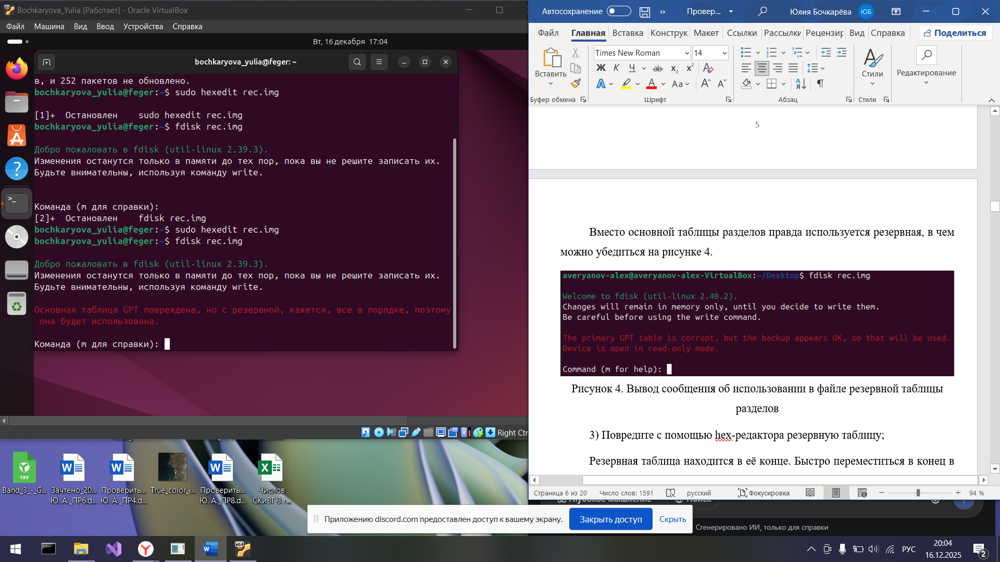 Bochkaryova_Yulia [Работает] - Oracle VirtualBox
Файл Машина Вид Ввод Устройства Справка
Вт, 16 декабря 17:04
bochkaryova_yulia@feger: ~
в, и 252 пакетов не обновлено.
bochkaryova_yulia@feger:~$ sudo hexedit rec.img
[1]+  Остановлен    sudo hexedit rec.img
bochkaryova_yulia@feger:~$ fdisk rec.img
Добро пожаловать в fdisk (util-linux 2.39.3).
Изменения останутся только в памяти до тех пор, пока вы не решите записать их.
Будьте внимательны, используя команду write.
Команда (m для справки):
[2]+  Остановлен    fdisk rec.img
bochkaryova_yulia@feger:~$ sudo hexedit rec.img
bochkaryova_yulia@feger:~$ fdisk rec.img
Добро пожаловать в fdisk (util-linux 2.39.3).
Изменения останутся только в памяти до тех пор, пока вы не решите записать их.
Будьте внимательны, используя команду write.
Основная таблица GPT повреждена, но с резервной, кажется, все в порядке, поэтому
она будет использована.
Команда (m для справки):
Right Ctr
TIFF
Band_3_-_G... Зачтено_20... Проверить... True_color_i... Проверить... Числов
Ю. А._ПР6.d... Ю. А._ПР4.d... Ю. А._ПР8.d... СКиВГ 3 г...
Автосохранение Провер... Юлия Бочкарёва ЮБ
Файл Главная Вставка Конструк Макет Ссылки Рассылки Рецензир Вид Справка Поделиться
Times New Roman 14
Вставить Ж К Ч ab x₂ x² Стили Редактирование
Буфер обмена Шрифт Абзац Стили
5
Вместо основной таблицы разделов правда используется резервная, в чем
можно убедиться на рисунке 4.
averyanov-alex@averyanov-alex-VirtualBox:~/Desktop$ fdisk rec.img
Welcome to fdisk (util-linux 2.40.2).
Changes will remain in memory only, until you decide to write them.
Be careful before using the write command.
The primary GPT table is corrupt, but the backup appears OK, so that will be used.
Device is open in read-only mode.
Command (m for help):
Рисунок 4. Вывод сообщения об использовании в файле резервной таблицы
разделов
3) Повредите с помощью hex-редактора резервную таблицу;
Резервная таблица находится в её конце. Быстро переместиться в конец в
Страница 6 из 20 Число слов: 1591 русский Фокусировка 94 %
Приложению discord.com предоставлен доступ к вашему экрану. Закрыть доступ Скрыть
Сгенерировано ИИ, только для справки
x64
РУС
20:04
16.12.2025
2